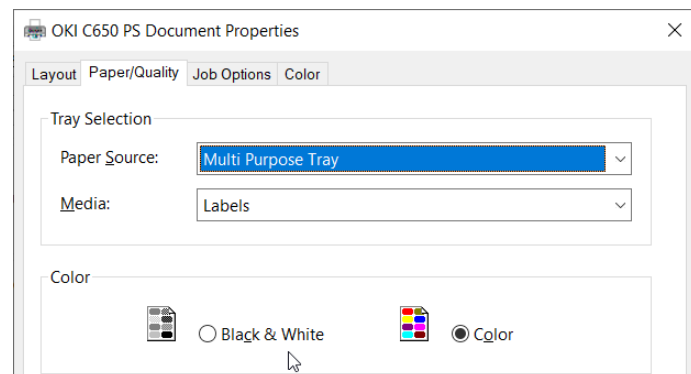 OKI C650 PS Document Properties
Layout Paper/Quality Job Options Color
Tray Selection
Paper Source: Multi Purpose Tray
Media: Labels
Color
Black & White Color